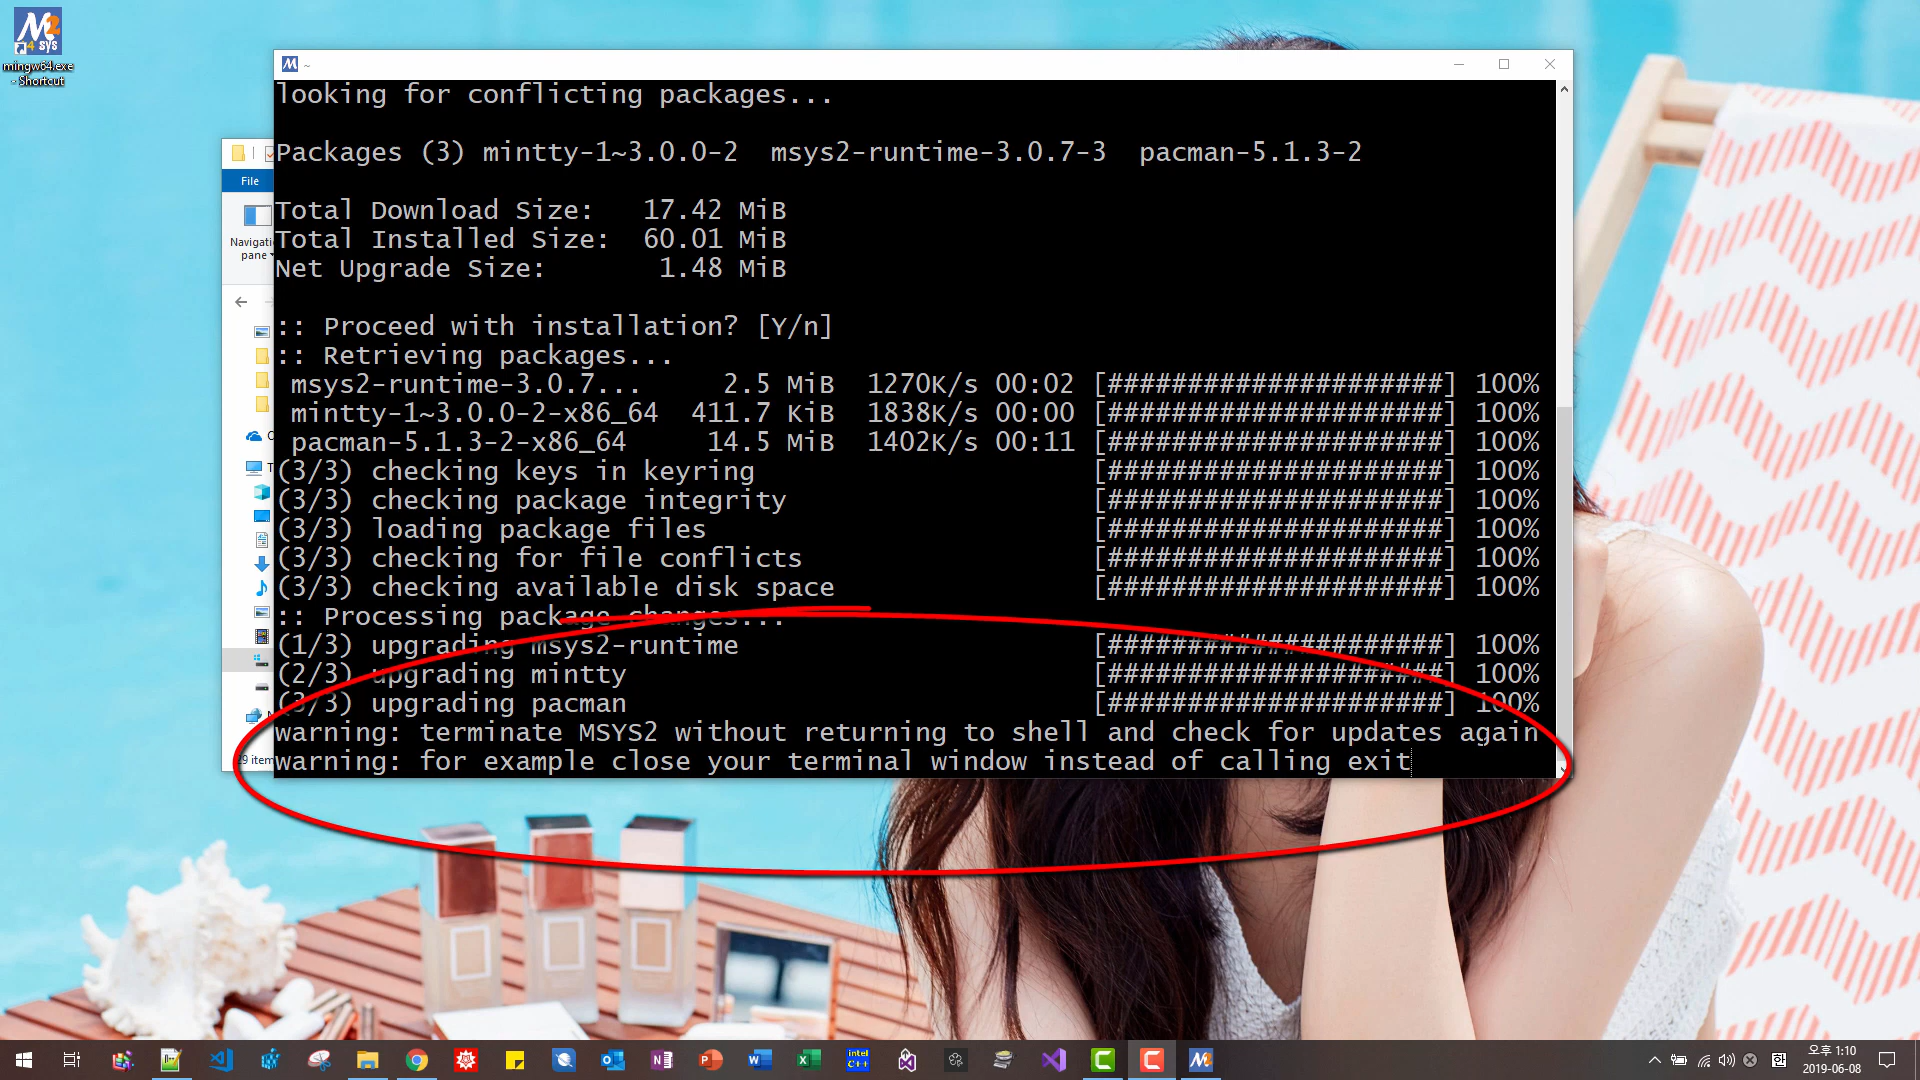 mingw64.exe
- Shortcut
~
looking for conflicting packages...
Packages (3) mintty-1~3.0.0-2  msys2-runtime-3.0.7-3  pacman-5.1.3-2
Total Download Size:   17.42 MiB
Total Installed Size:  60.01 MiB
Net Upgrade Size:       1.48 MiB
:: Proceed with installation? [Y/n]
:: Retrieving packages...
msys2-runtime-3.0.7...     2.5 MiB  1270K/s 00:02 [#####################] 100%
mintty-1~3.0.0-2-x86_64  411.7 KiB  1838K/s 00:00 [#####################] 100%
pacman-5.1.3-2-x86_64     14.5 MiB  1402K/s 00:11 [#####################] 100%
(3/3) checking keys in keyring [#####################] 100%
(3/3) checking package integrity [#####################] 100%
(3/3) loading package files [#####################] 100%
(3/3) checking for file conflicts [#####################] 100%
(3/3) checking available disk space [#####################] 100%
:: Processing package changes...
(1/3) upgrading msys2-runtime [#####################] 100%
(2/3) upgrading mintty [#####################] 100%
(3/3) upgrading pacman [#####################] 100%
warning: terminate MSYS2 without returning to shell and check for updates again
warning: for example close your terminal window instead of calling exit
File
Navigati
pane
29 item
오후 1:10
2019-06-08